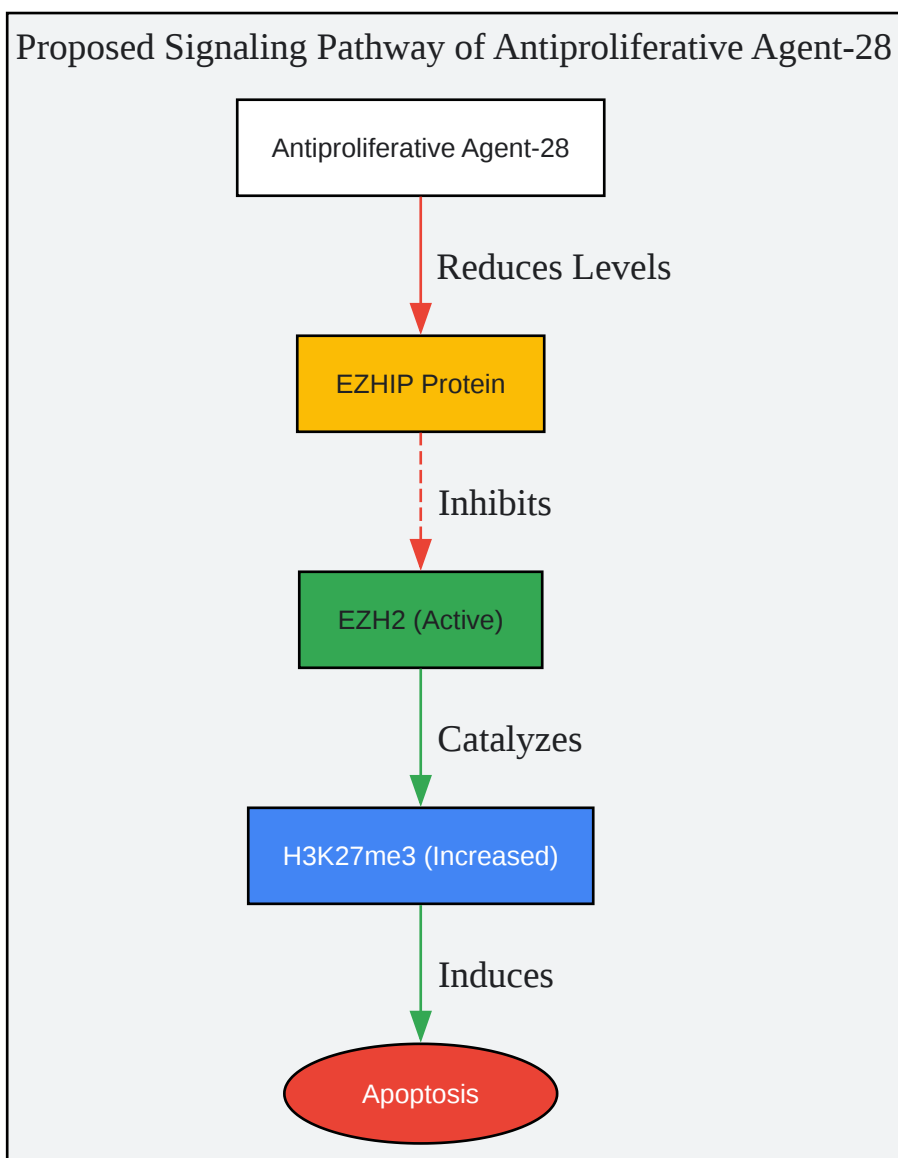 Proposed Signaling Pathway of Antiproliferative Agent-28
Antiproliferative Agent-28
Reduces Levels
EZHIP Protein
Inhibits
EZH2 (Active)
Catalyzes
H3K27me3 (Increased)
Induces
Apoptosis